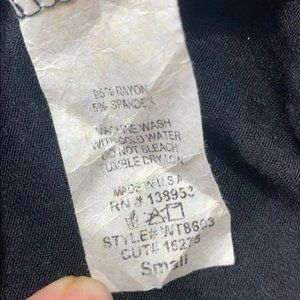 95% RAYON
5% SPANDEX
MACHINE WASH
WITH COLD WATER
DO NOT BLEACH
TUMBLE DRY LOW
MADE IN U.S.A
RN# 138953
STYLE# WT8603
CUT# 15275
Small